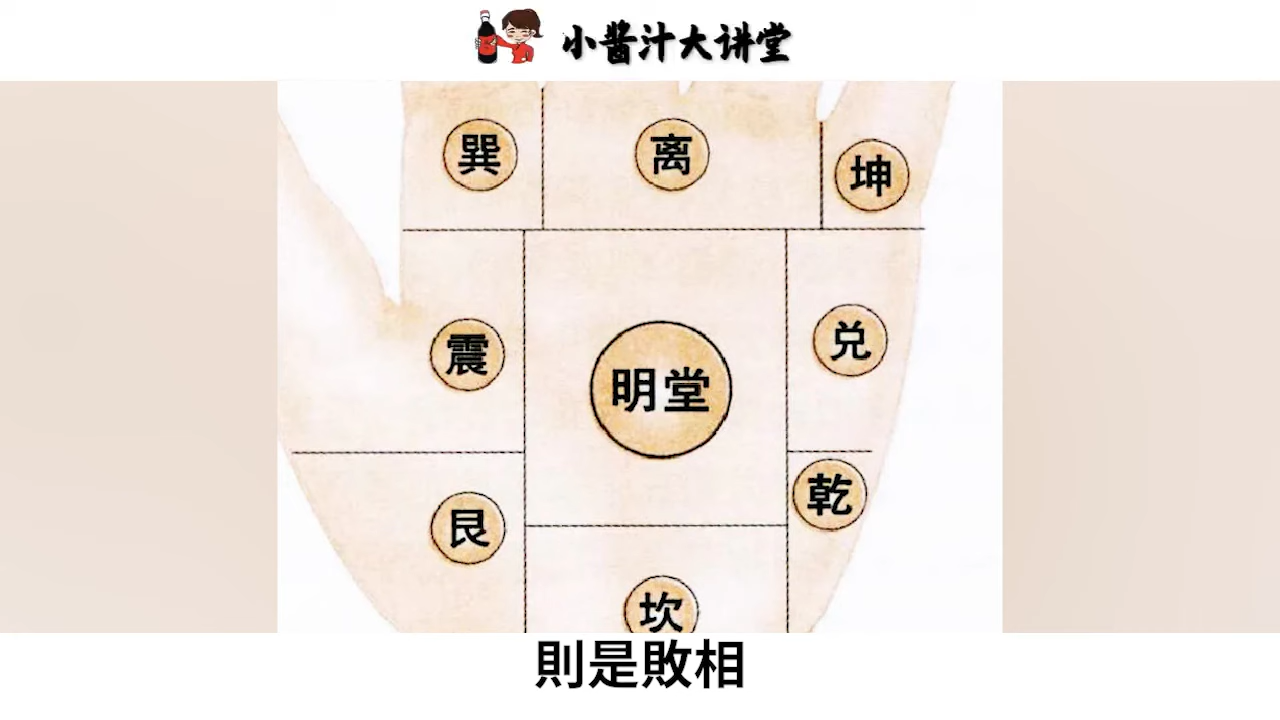 小酱汁大讲堂
巽
离
坤
震
明堂
兑
乾
艮
坎
則是敗相